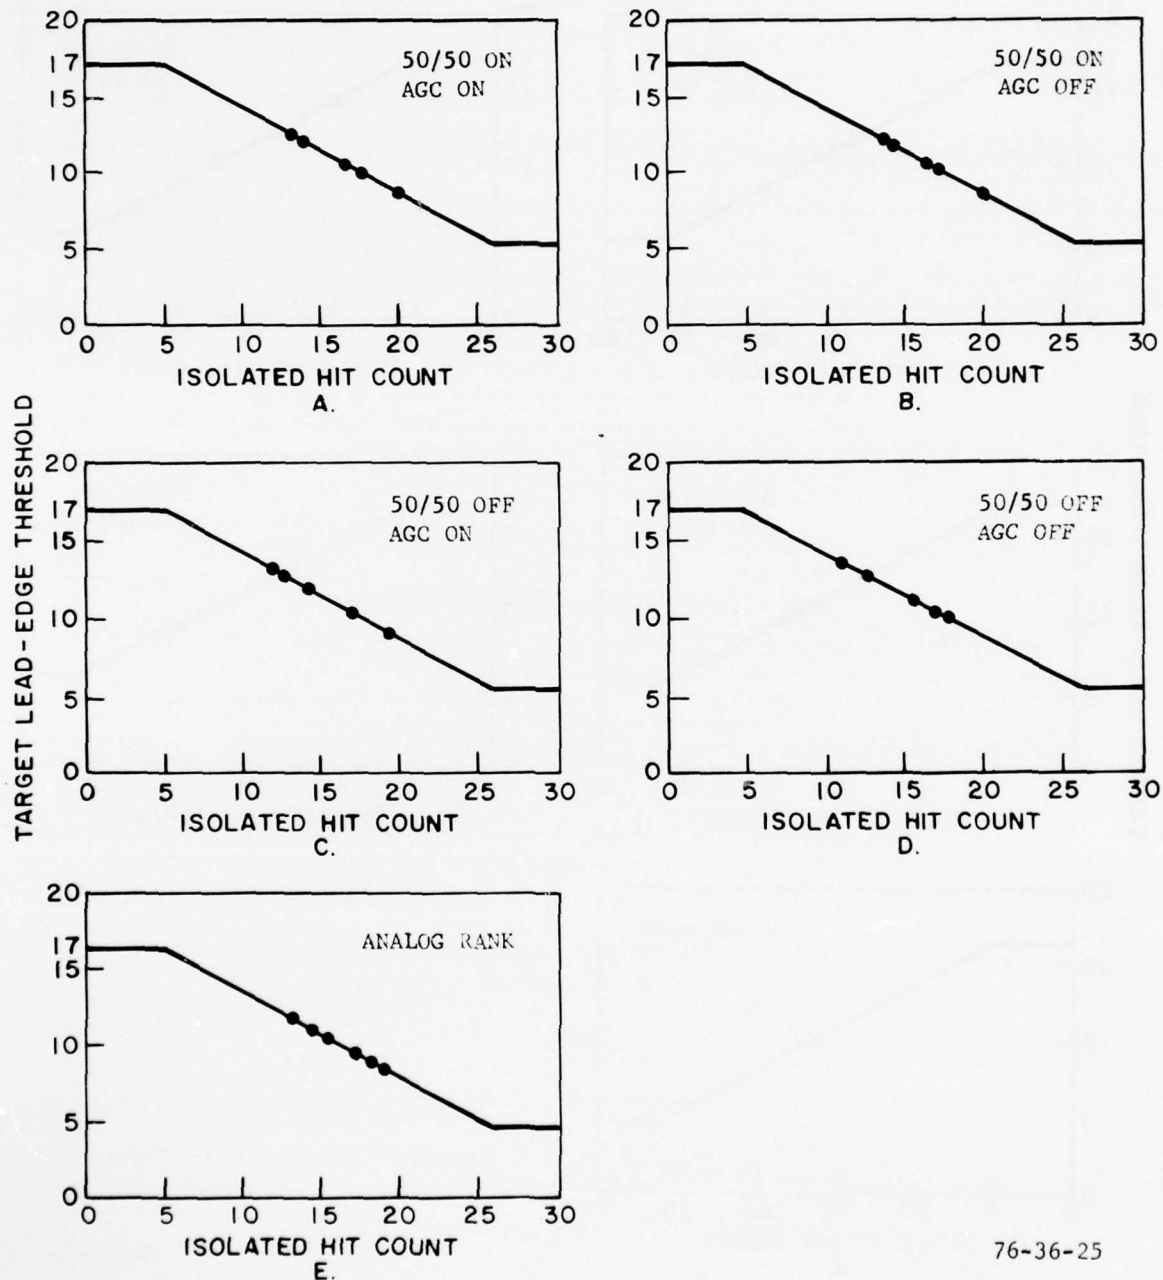 TARGET LEAD-EDGE THRESHOLD
20
17
15
10
5
0
50/50 ON
AGC ON
0 5 10 15 20 25 30
ISOLATED HIT COUNT
A.
20
17
15
10
5
0
50/50 ON
AGC OFF
0 5 10 15 20 25 30
ISOLATED HIT COUNT
B.
20
17
15
10
5
0
50/50 OFF
AGC ON
0 5 10 15 20 25 30
ISOLATED HIT COUNT
C.
20
17
15
10
5
0
50/50 OFF
AGC OFF
0 5 10 15 20 25 30
ISOLATED HIT COUNT
D.
20
17
15
10
5
0
ANALOG RANK
0 5 10 15 20 25 30
ISOLATED HIT COUNT
E.
76-36-25